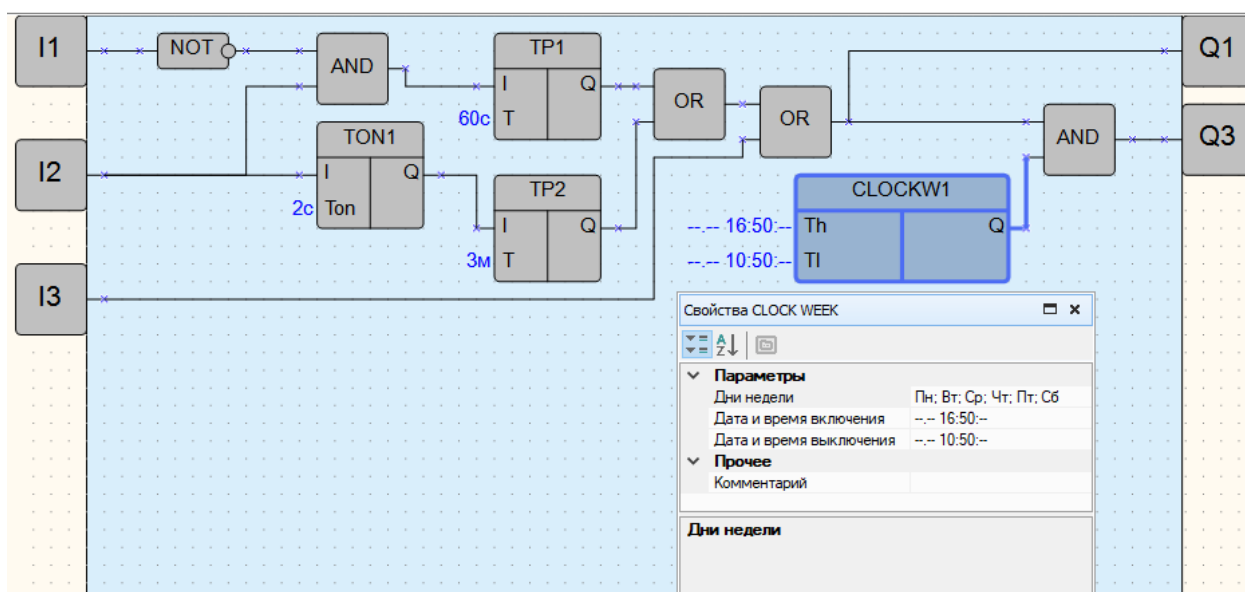 I1
NOT
AND
TP1
I
Q
60с
T
OR
OR
Q1
AND
Q3
I2
TON1
I
Q
2с
Ton
TP2
I
Q
3м
T
CLOCKW1
--.-- 16:50:--
Th
Q
--.-- 10:50:--
Tl
I3
Свойства CLOCK WEEK
A
Z
Параметры
Дни недели Пн; Вт; Ср; Чт; Пт; Сб
Дата и время включения --.-- 16:50:--
Дата и время выключения --.-- 10:50:--
Прочее
Комментарий
Дни недели